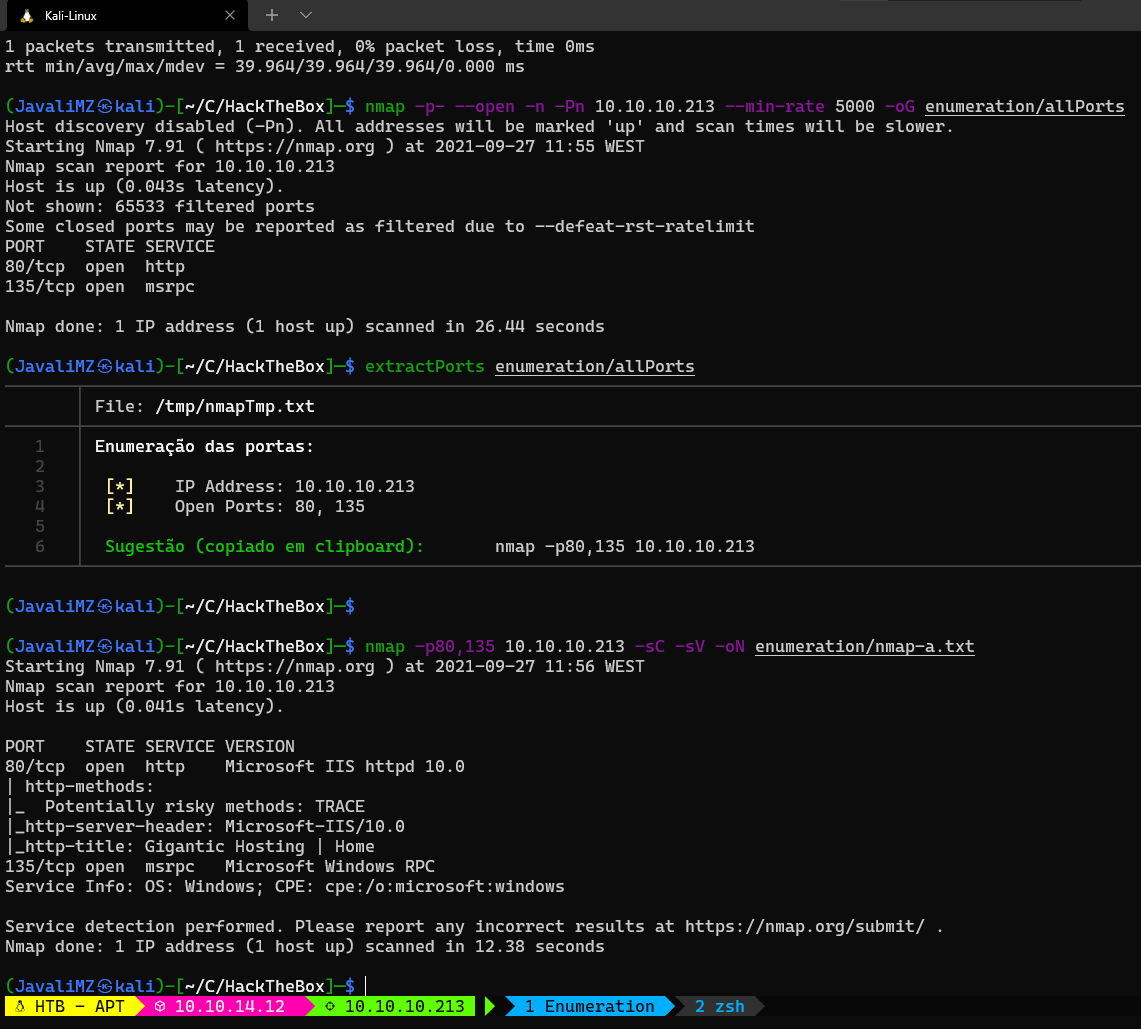 Kali-Linux
1 packets transmitted, 1 received, 0% packet loss, time 0ms
rtt min/avg/max/mdev = 39.964/39.964/39.964/0.000 ms
(JavaliMZ㉿kali)-[~/C/HackTheBox]─$ nmap -p- --open -n -Pn 10.10.10.213 --min-rate 5000 -oG enumeration/allPorts
Host discovery disabled (-Pn). All addresses will be marked 'up' and scan times will be slower.
Starting Nmap 7.91 ( https://nmap.org ) at 2021-09-27 11:55 WEST
Nmap scan report for 10.10.10.213
Host is up (0.043s latency).
Not shown: 65533 filtered ports
Some closed ports may be reported as filtered due to --defeat-rst-ratelimit
PORT    STATE SERVICE
80/tcp  open  http
135/tcp open  msrpc
Nmap done: 1 IP address (1 host up) scanned in 26.44 seconds
(JavaliMZ㉿kali)-[~/C/HackTheBox]─$ extractPorts enumeration/allPorts
File: /tmp/nmapTmp.txt
1 Enumeração das portas:
2
3 [*] IP Address: 10.10.10.213
4 [*] Open Ports: 80, 135
5
6 Sugestão (copiado em clipboard): nmap -p80,135 10.10.10.213
(JavaliMZ㉿kali)-[~/C/HackTheBox]─$
(JavaliMZ㉿kali)-[~/C/HackTheBox]─$ nmap -p80,135 10.10.10.213 -sC -sV -oN enumeration/nmap-a.txt
Starting Nmap 7.91 ( https://nmap.org ) at 2021-09-27 11:56 WEST
Nmap scan report for 10.10.10.213
Host is up (0.041s latency).
PORT    STATE SERVICE VERSION
80/tcp  open  http    Microsoft IIS httpd 10.0
| http-methods:
|_  Potentially risky methods: TRACE
|_http-server-header: Microsoft-IIS/10.0
|_http-title: Gigantic Hosting | Home
135/tcp open  msrpc   Microsoft Windows RPC
Service Info: OS: Windows; CPE: cpe:/o:microsoft:windows
Service detection performed. Please report any incorrect results at https://nmap.org/submit/ .
Nmap done: 1 IP address (1 host up) scanned in 12.38 seconds
(JavaliMZ㉿kali)-[~/C/HackTheBox]─$
HTB - APT 10.10.14.12 10.10.10.213 1 Enumeration 2 zsh